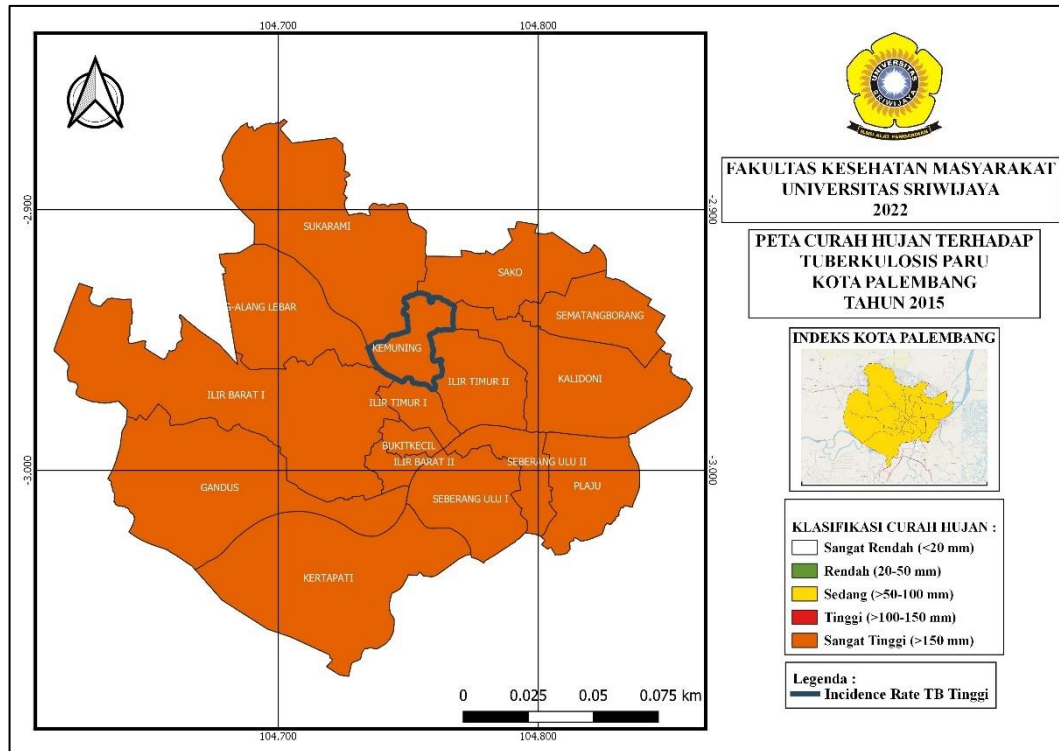 104.700
104.800
-2.900
-2.900
SUKARAMI
SAKO
G-ALANG LEBAR
SEMATANGBORANG
KEMUNING
ILIR TIMUR II
KALIDONI
ILIR BARAT I
ILIR TIMUR I
BUKITKECIL
ILIR BARAT II
SEBERANG ULU II
-3.000
-3.000
GANDUS
SEBERANG ULU I
PLAJU
KERTAPATI
0
0.025
0.05
0.075 km
104.700
104.800
UNIVERSITAS
SRIWIJAYA
ILMU ALAT PENGABDIAN
FAKULTAS KESEHATAN MASYARAKAT
UNIVERSITAS SRIWIJAYA
2022
PETA CURAH HUJAN TERHADAP
TUBERKULOSIS PARU
KOTA PALEMBANG
TAHUN 2015
INDEKS KOTA PALEMBANG
KLASIFIKASI CURAH HUJAN :
Sangat Rendah (<20 mm)
Rendah (20-50 mm)
Sedang (>50-100 mm)
Tinggi (>100-150 mm)
Sangat Tinggi (>150 mm)
Legenda :
Incidence Rate TB Tinggi